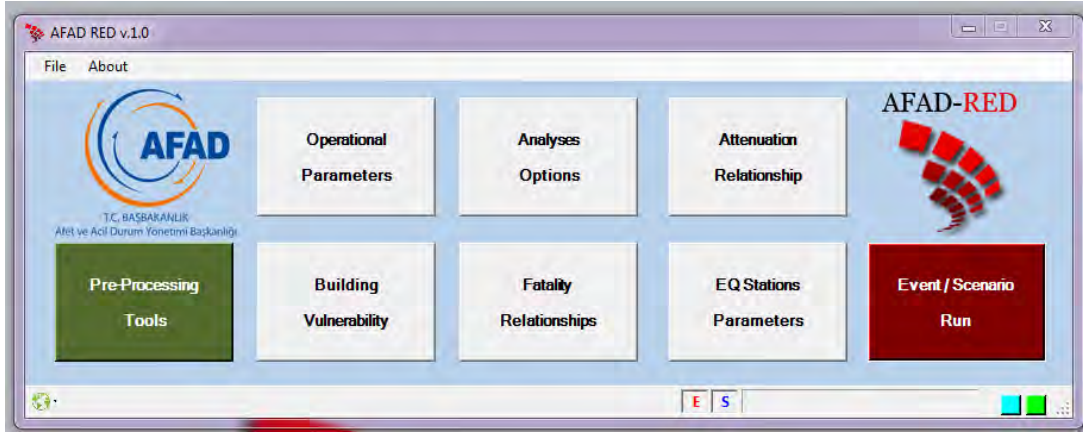 AFAD RED v.1.0
File About
AFAD
T.C. BAŞBAKANLIK
Afet ve Acil Durum Yönetimi Başkanlığı
Operational
Parameters
Analyses
Options
Attenuation
Relationship
AFAD-RED
Pre-Processing
Tools
Building
Vulnerability
Fatality
Relationships
EQ Stations
Parameters
Event / Scenario
Run
E S